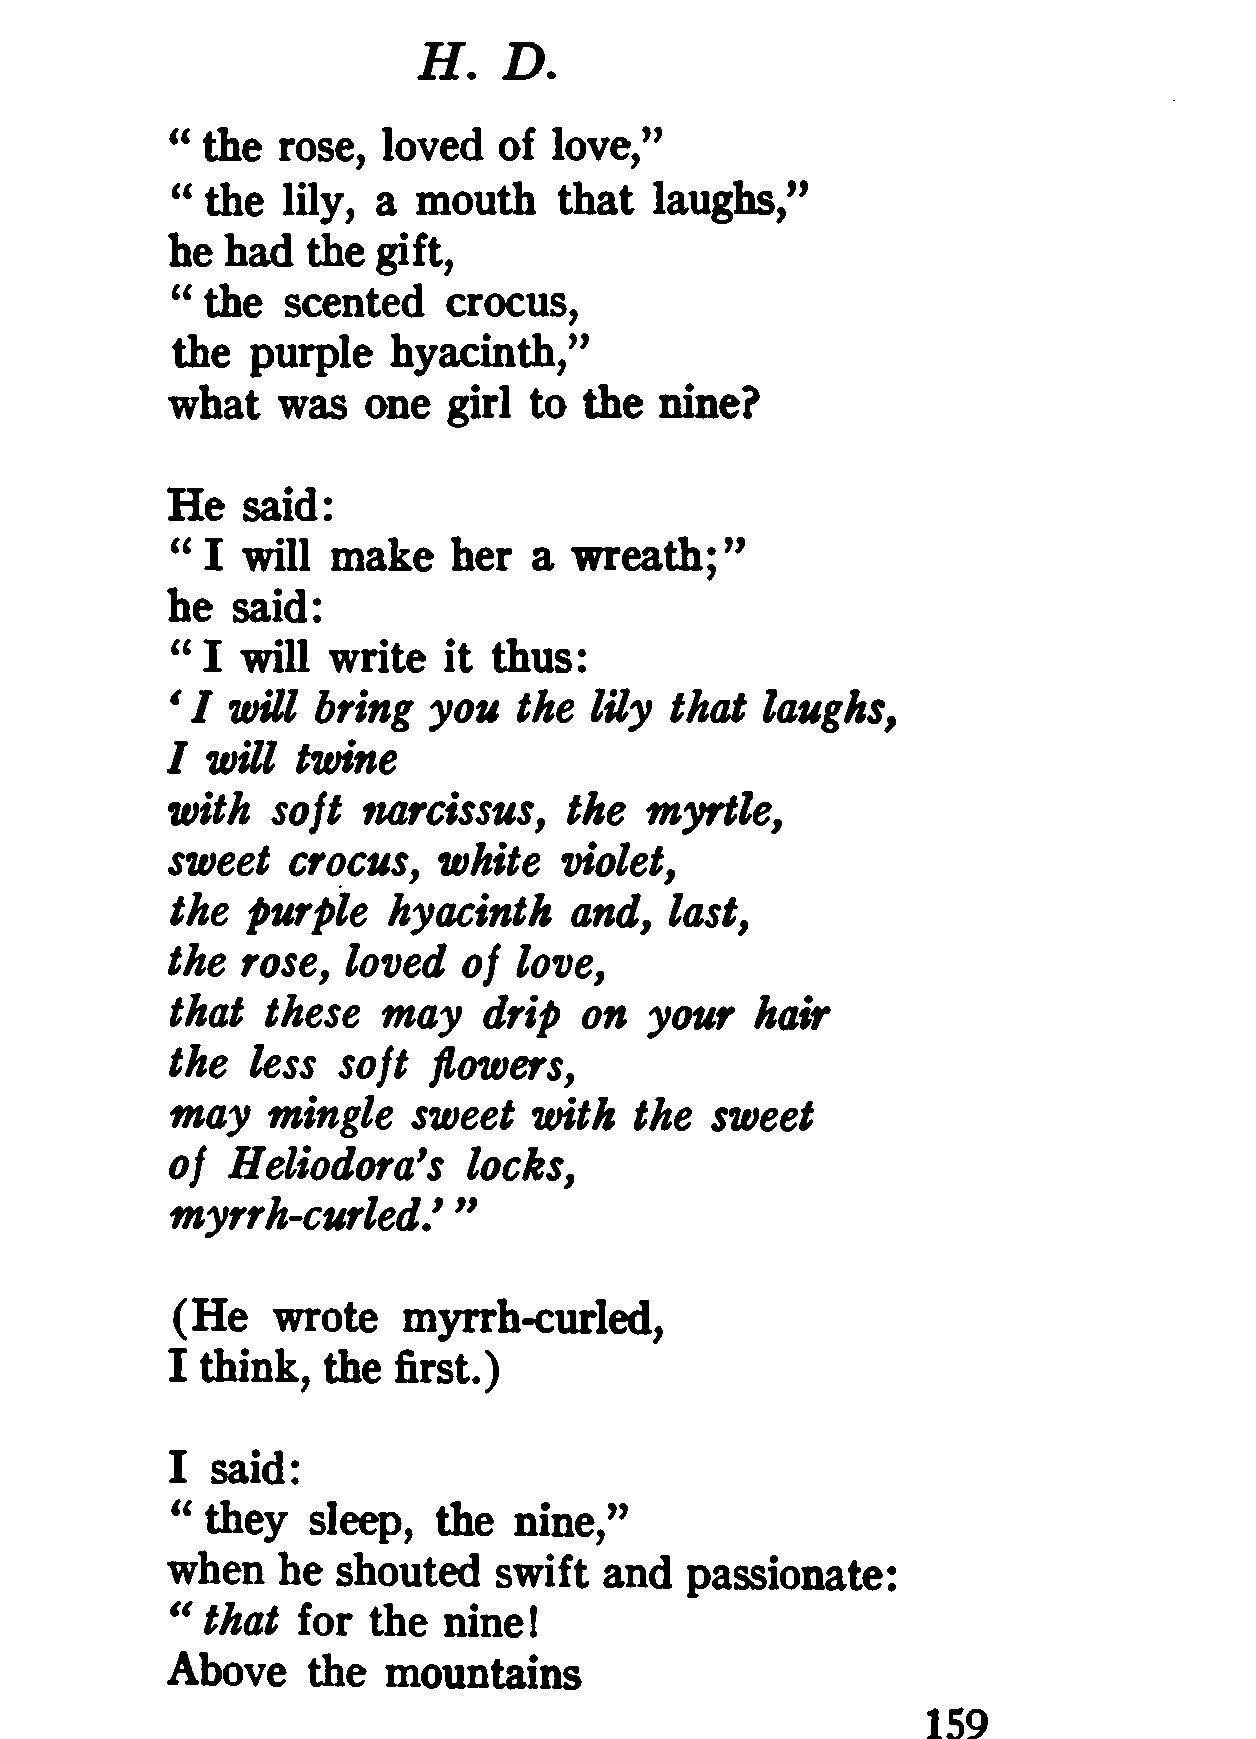 H. D.
“ the rose, loved of love,”
“ the lily, a mouth that laughs,”
he had the gift,
“ the scented crocus,
the purple hyacinth,”
what was one girl to the nine?
He said:
“ I will make her a wreath;”
he said:
“ I will write it thus:
‘ I will bring you the lily that laughs,
I will twine
with soft narcissus, the myrtle,
sweet crocus, white violet,
the purple hyacinth and, last,
the rose, loved of love,
that these may drip on your hair
the less soft flowers,
may mingle sweet with the sweet
of Heliodora’s locks,
myrrh-curled.’ ”
(He wrote myrrh-curled,
I think, the first.)
I said:
“ they sleep, the nine,”
when he shouted swift and passionate:
“ that for the nine!
Above the mountains
159